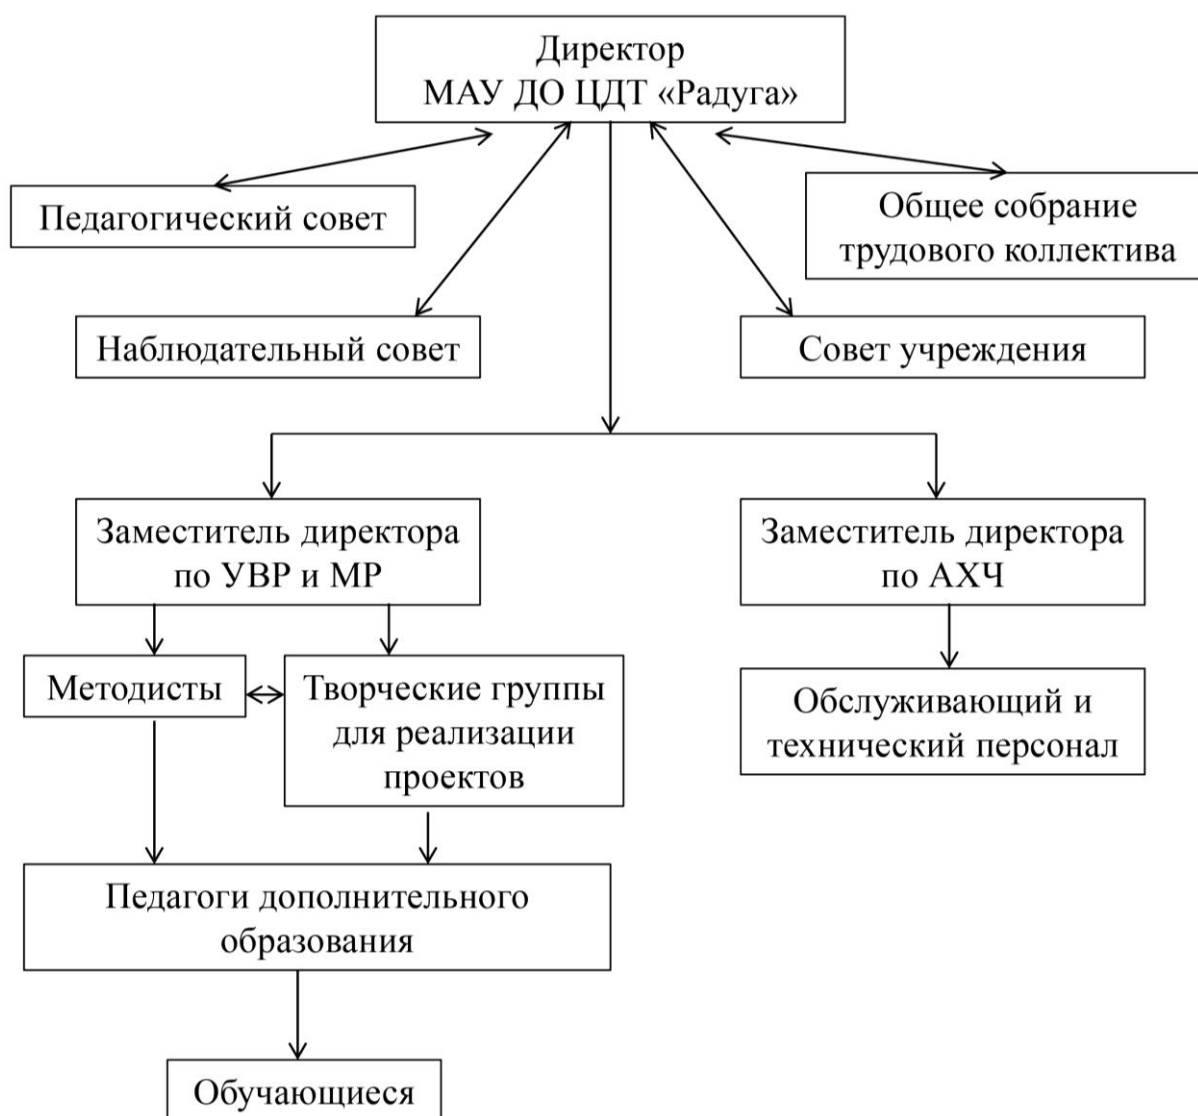 Директор
МАУ ДО ЦДТ «Радуга»
Педагогический совет
Общее собрание
трудового коллектива
Наблюдательный совет
Совет учреждения
Заместитель директора
по УВР и МР
Заместитель директора
по АХЧ
Методисты
Творческие группы
для реализации
проектов
Обслуживающий и
технический персонал
Педагоги дополнительного
образования
Обучающиеся